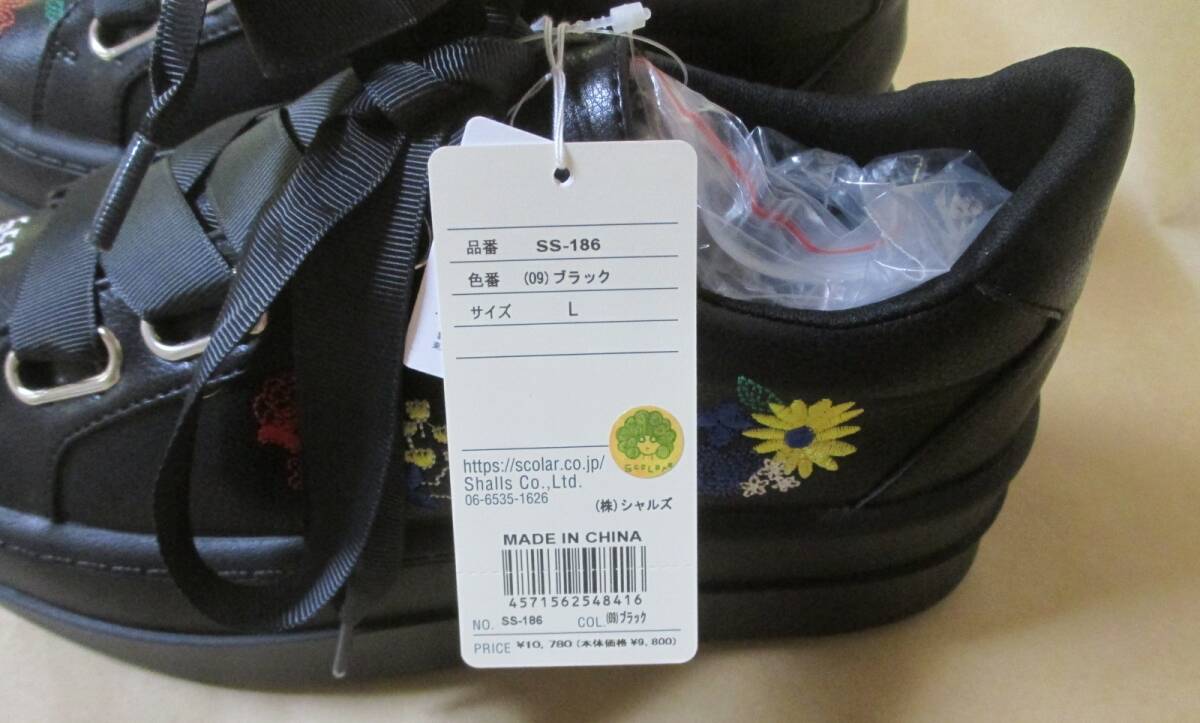 品番 SS-186
色番 (09)ブラック
サイズ L
ScoLar
https://scolar.co.jp/
Shalls Co.,Ltd.
06-6535-1626
(株)シャルズ
MADE IN CHINA
4571562548416
NO. SS-186 COL. (09)ブラック
PRICE ¥10,780(本体価格¥9,800)